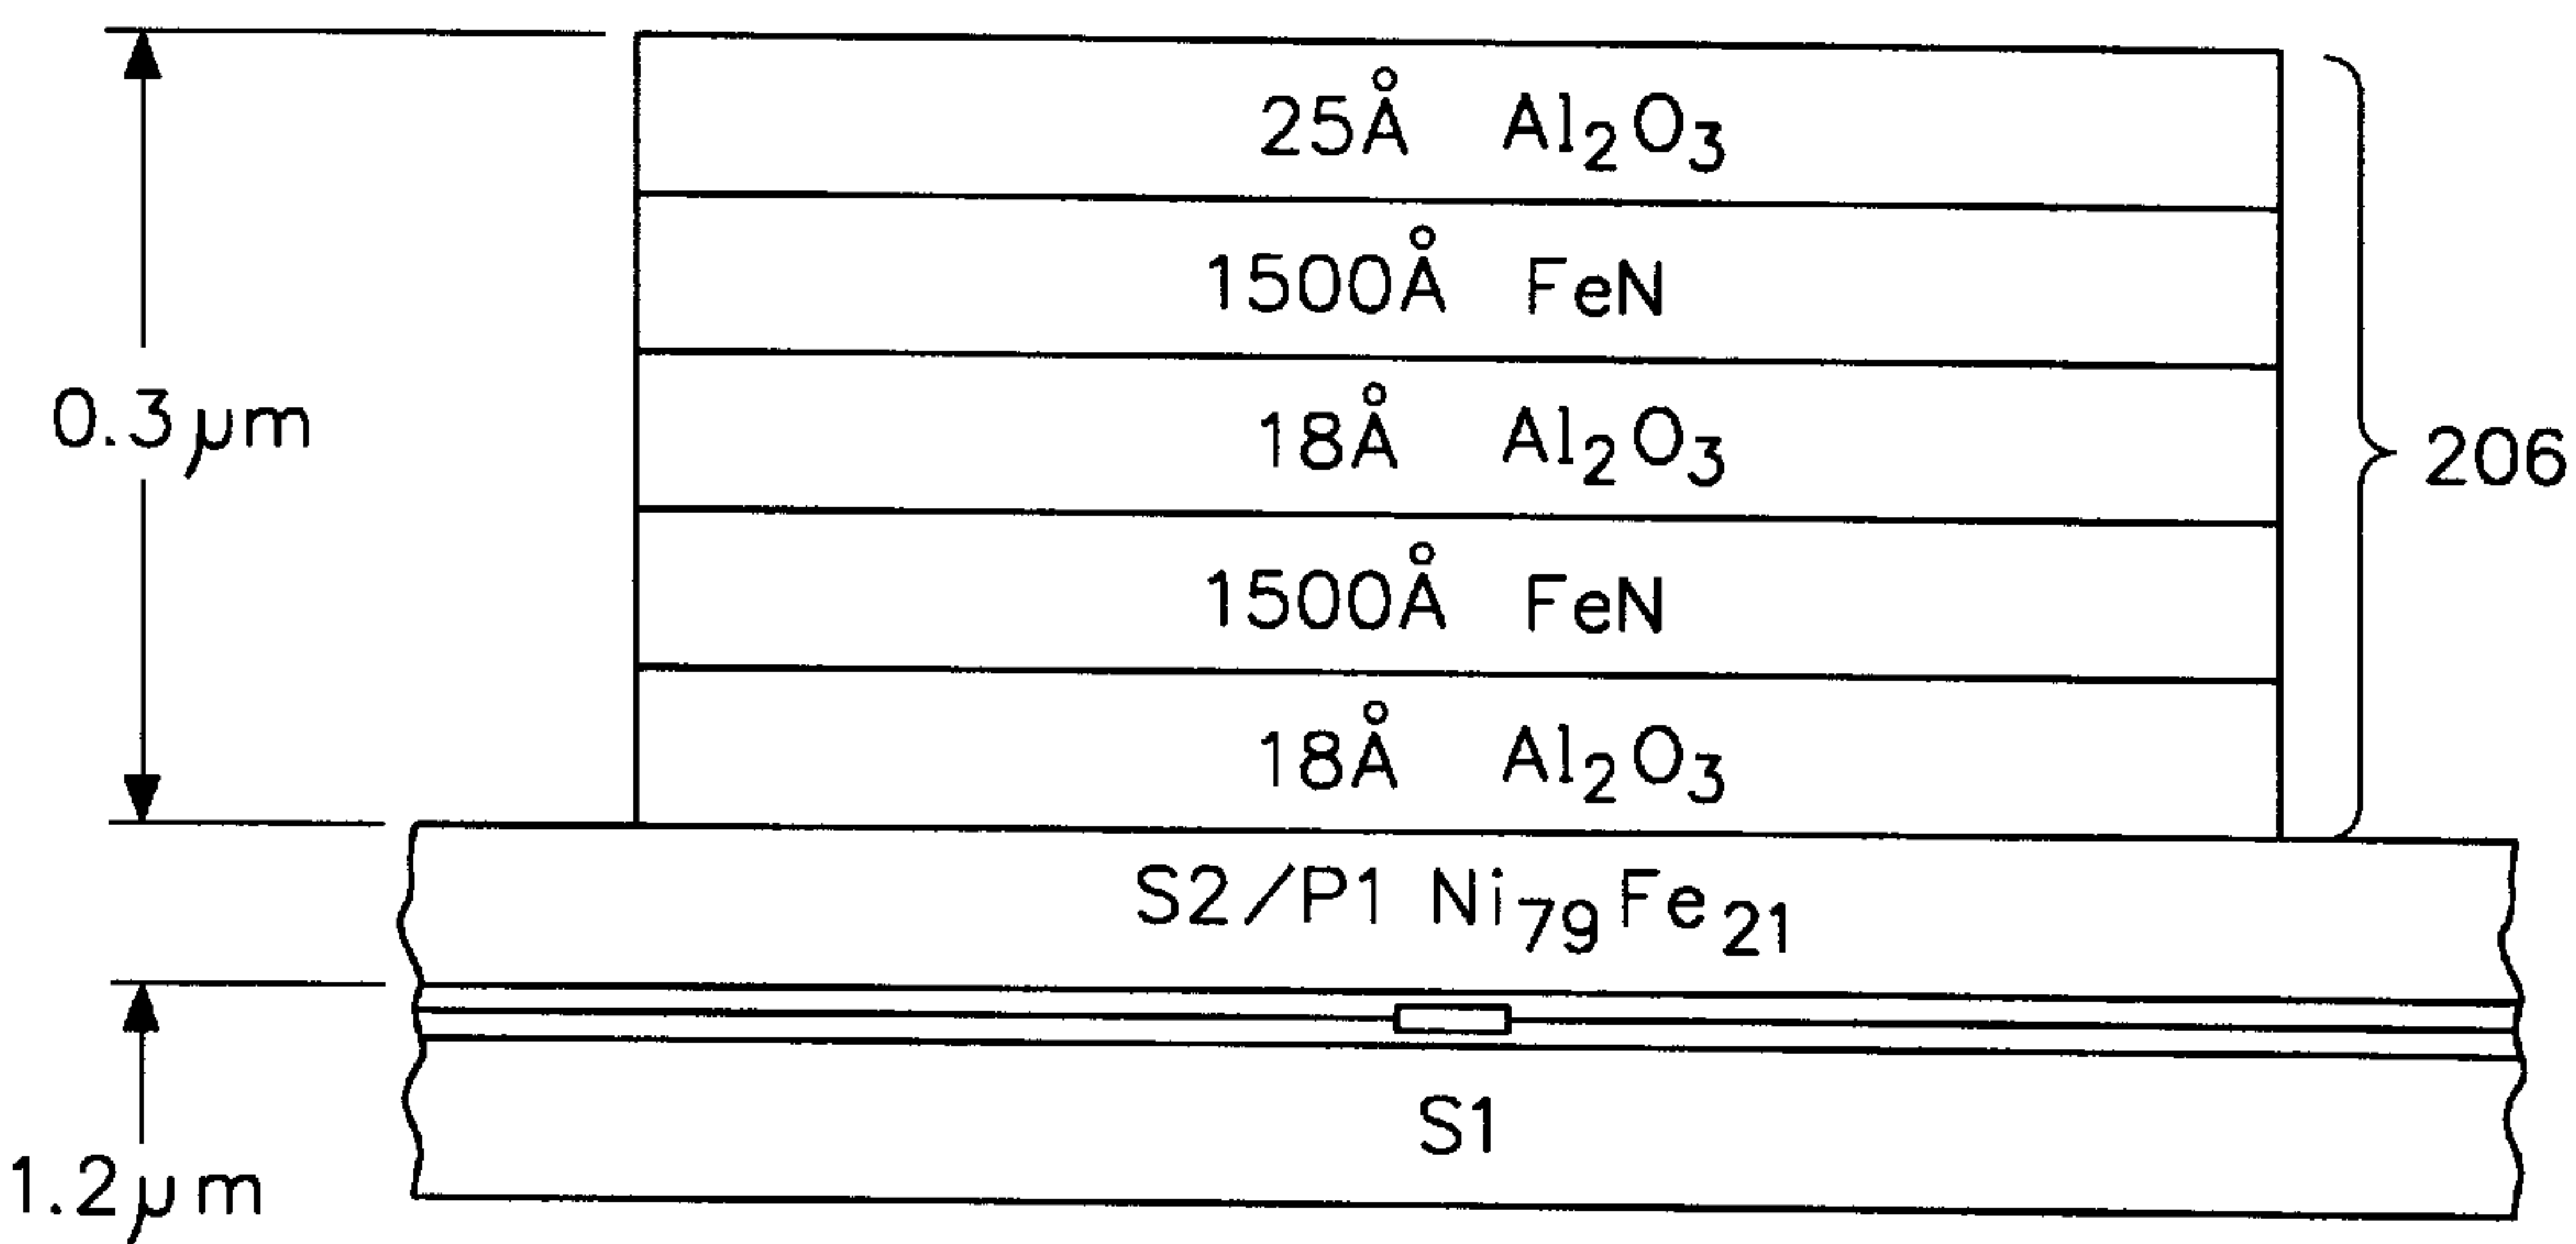 25Å Al₂O₃
1500Å FeN
0.3μm
18Å Al₂O₃
206
1500Å FeN
18Å Al₂O₃
S2/P1 Ni₇₉Fe₂₁
S1
1.2μm